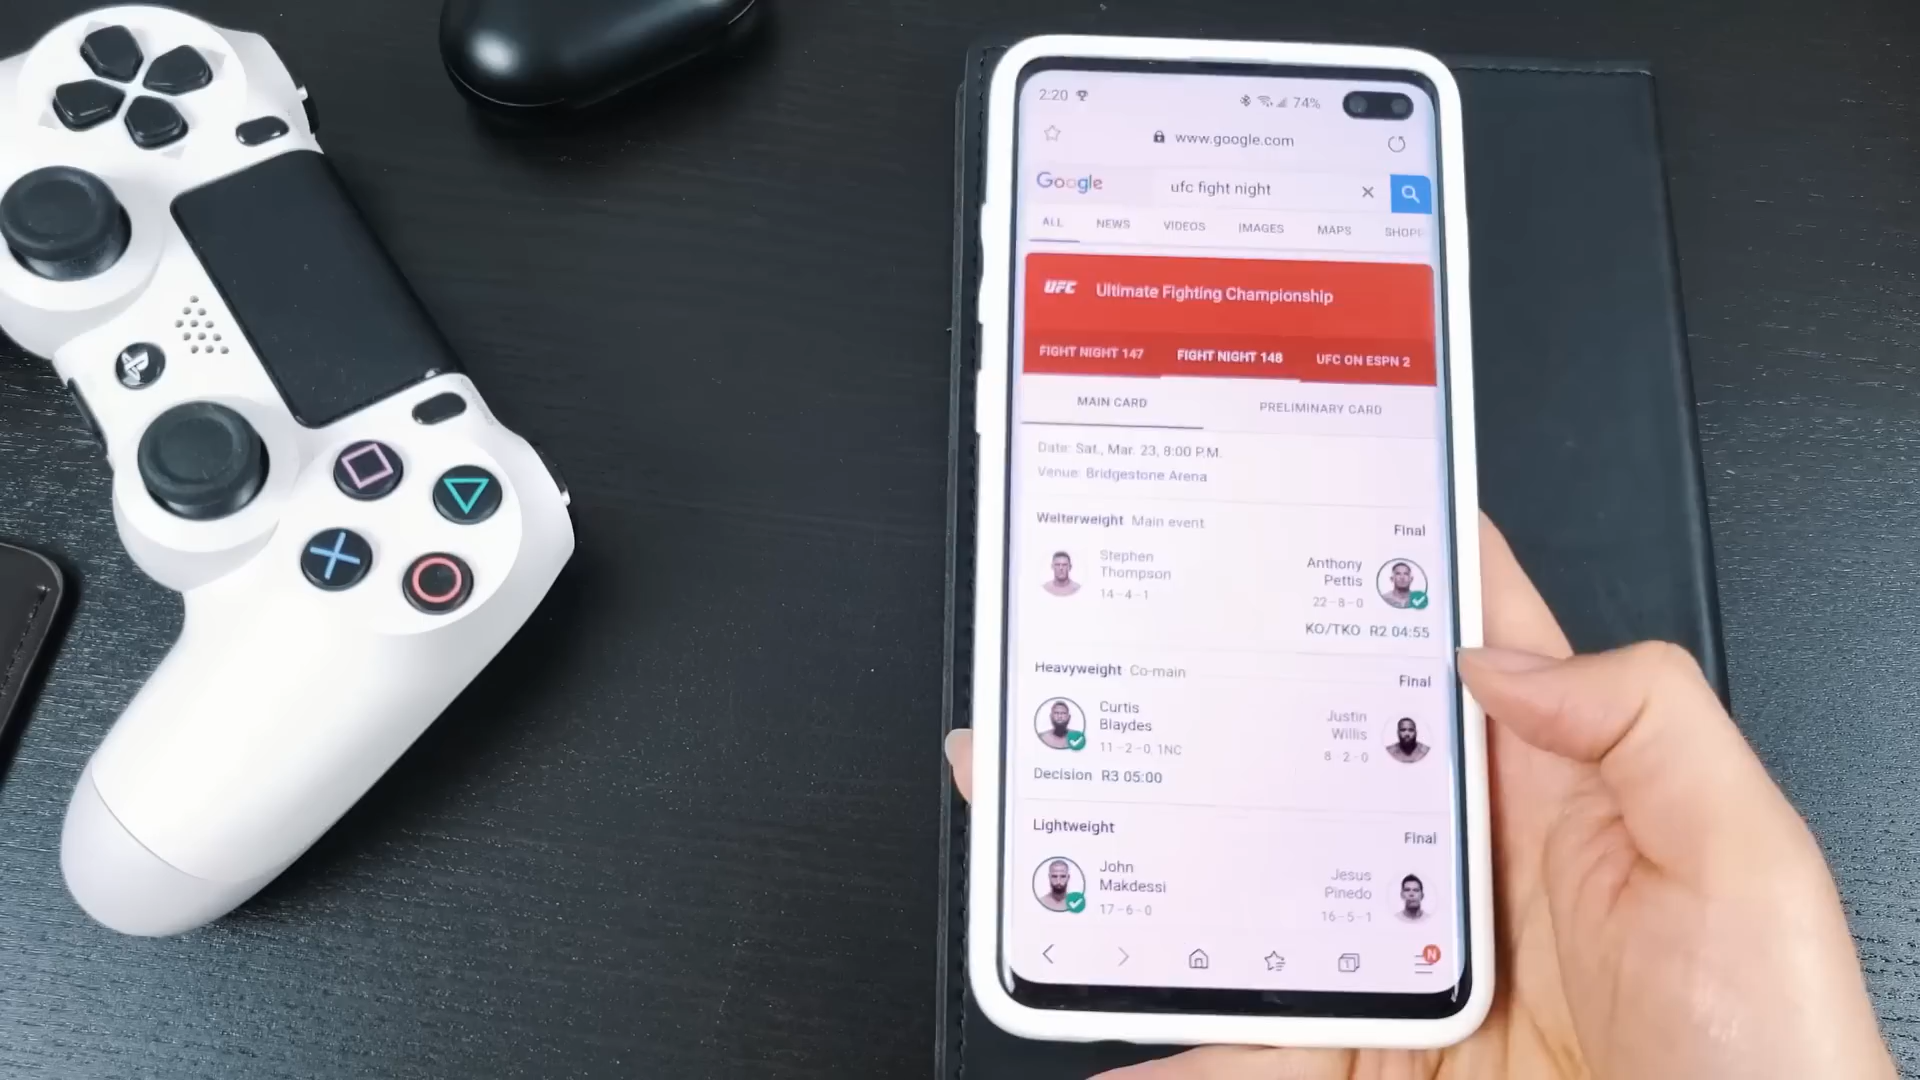 2:20
74%
www.google.com
Google
ufc fight night
ALL NEWS VIDEOS IMAGES MAPS SHOPP
UFC Ultimate Fighting Championship
FIGHT NIGHT 147 FIGHT NIGHT 148 UFC ON ESPN 2
MAIN CARD PRELIMINARY CARD
Date: Sat., Mar. 23, 8:00 P.M.
Venue: Bridgestone Arena
Welterweight Main event Final
Stephen
Thompson
14-4-1
Anthony
Pettis
22-8-0
KO/TKO R2 04:55
Heavyweight Co-main Final
Curtis
Blaydes
11-2-0, 1NC
Justin
Willis
8-2-0
Decision R3 05:00
Lightweight Final
John
Makdessi
17-6-0
Jesus
Pinedo
16-5-1
1
N